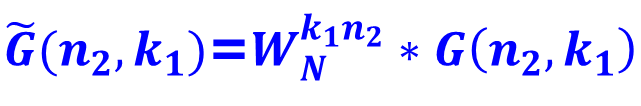 G̃(n₂, k₁)=W_N^{k₁n₂} * G(n₂, k₁)